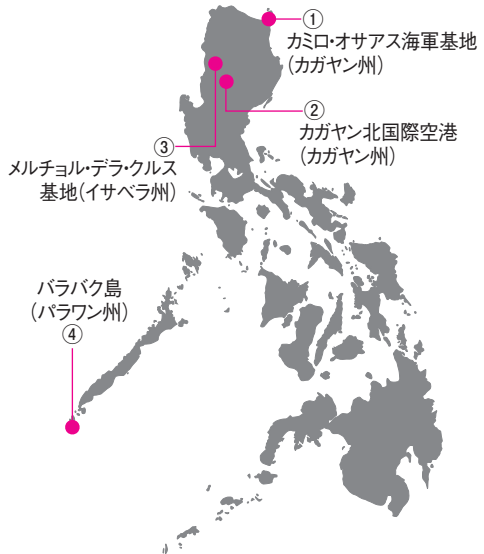 ①
カミロ・オサアス海軍基地
(カガヤン州)
②
カガヤン北国際空港
(カガヤン州)
③
メルチョル・デラ・クルス
基地(イサベラ州)
バラバク島
(パラワン州)
④